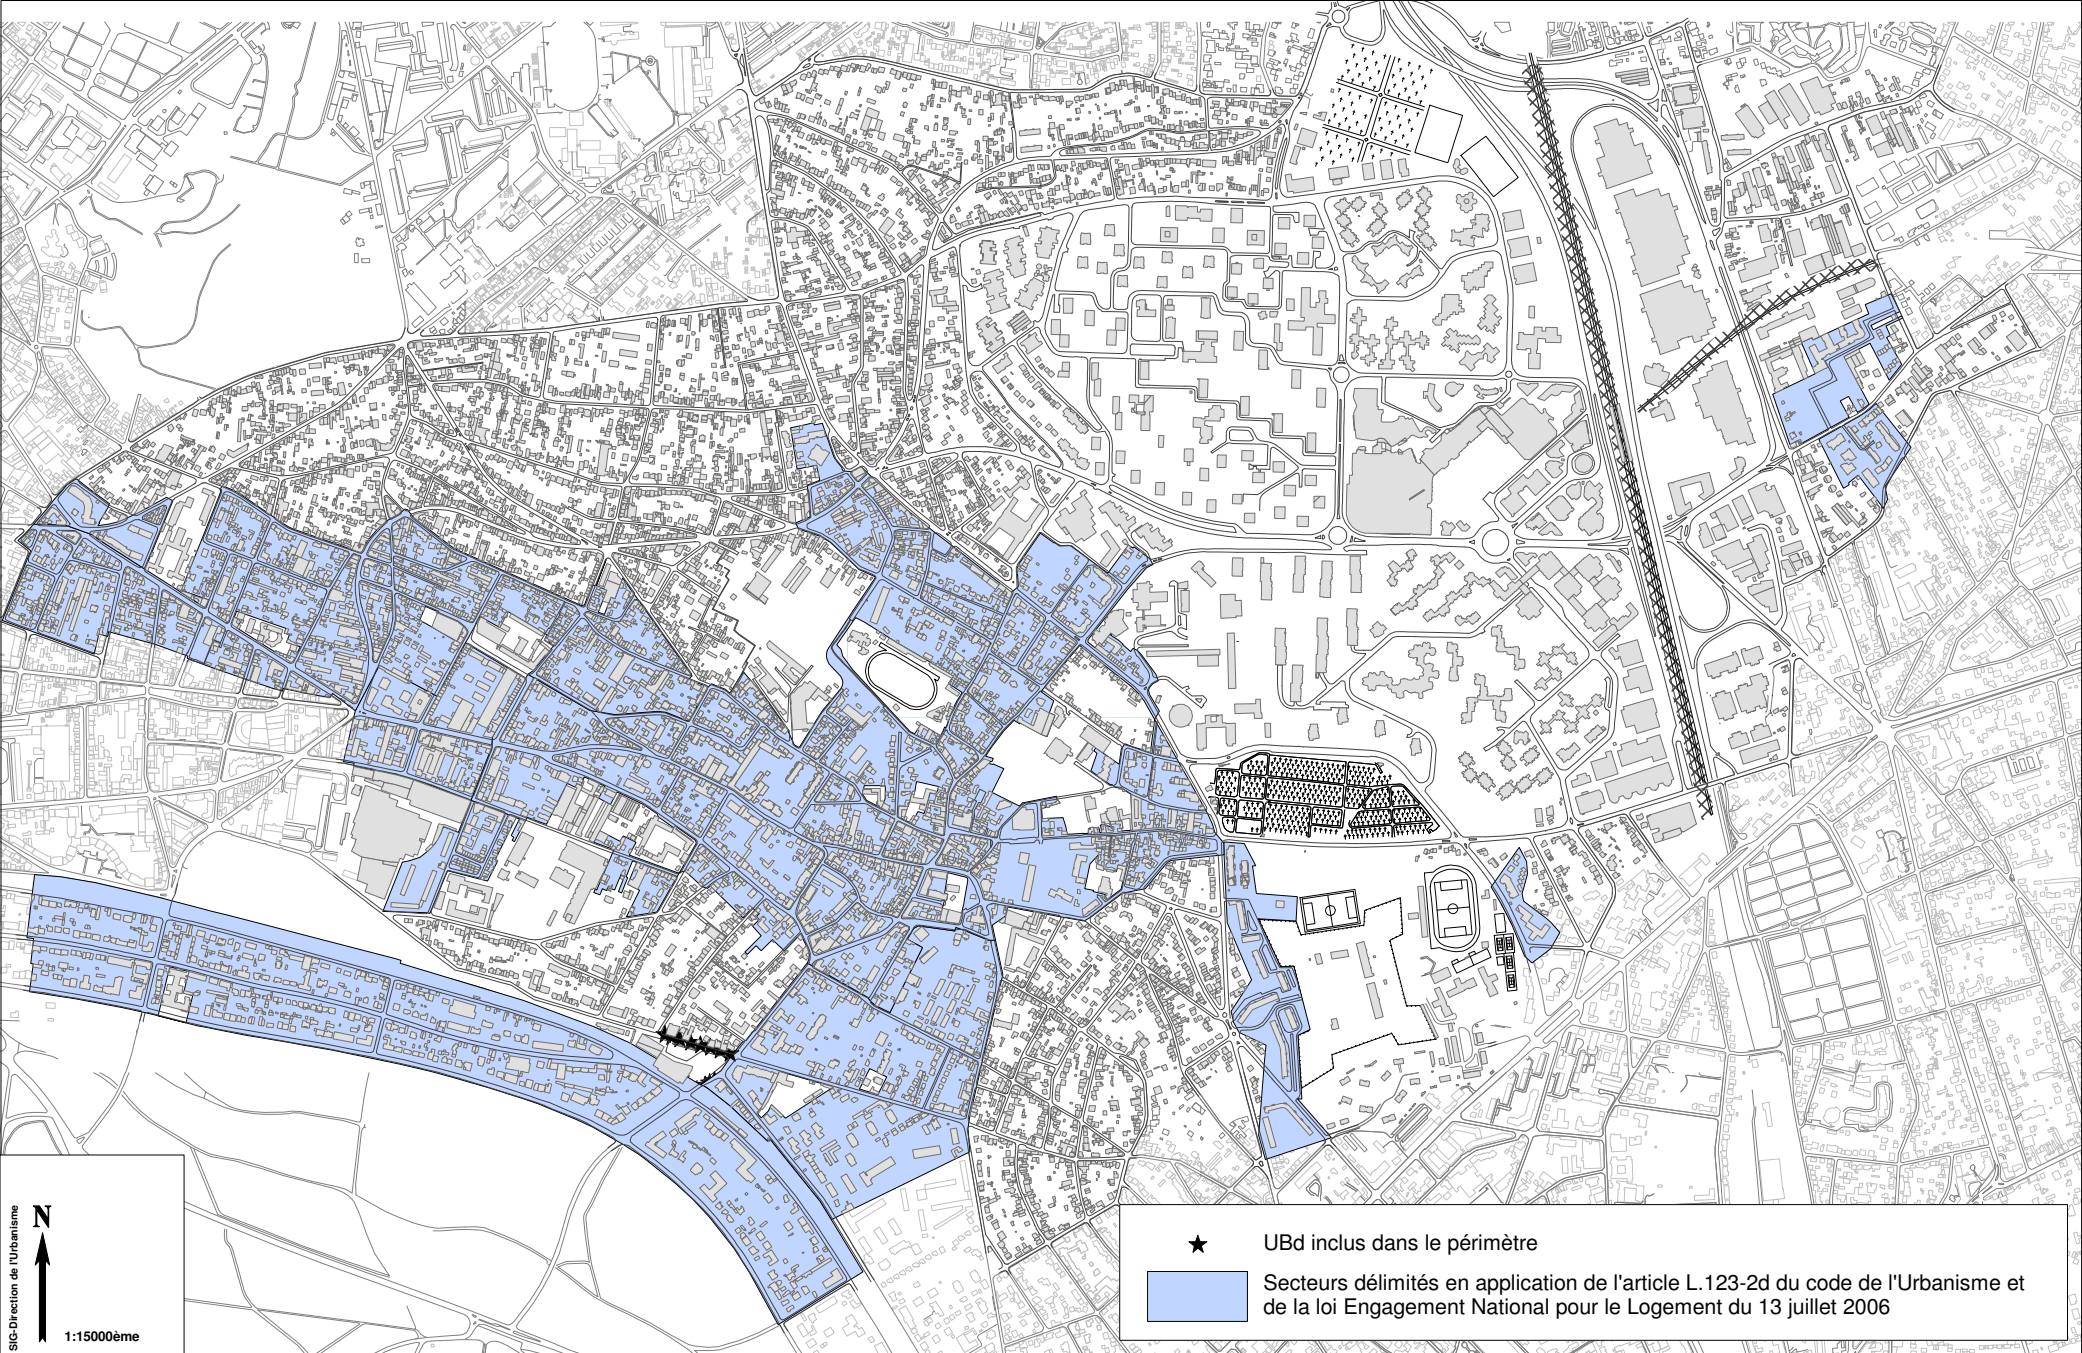 UBd inclus dans le périmètre
Secteurs délimités en application de l'article L.123-2d du code de l'Urbanisme et
de la loi Engagement National pour le Logement du 13 juillet 2006
SIG-Direction de l'Urbanisme
N
1:15000ème